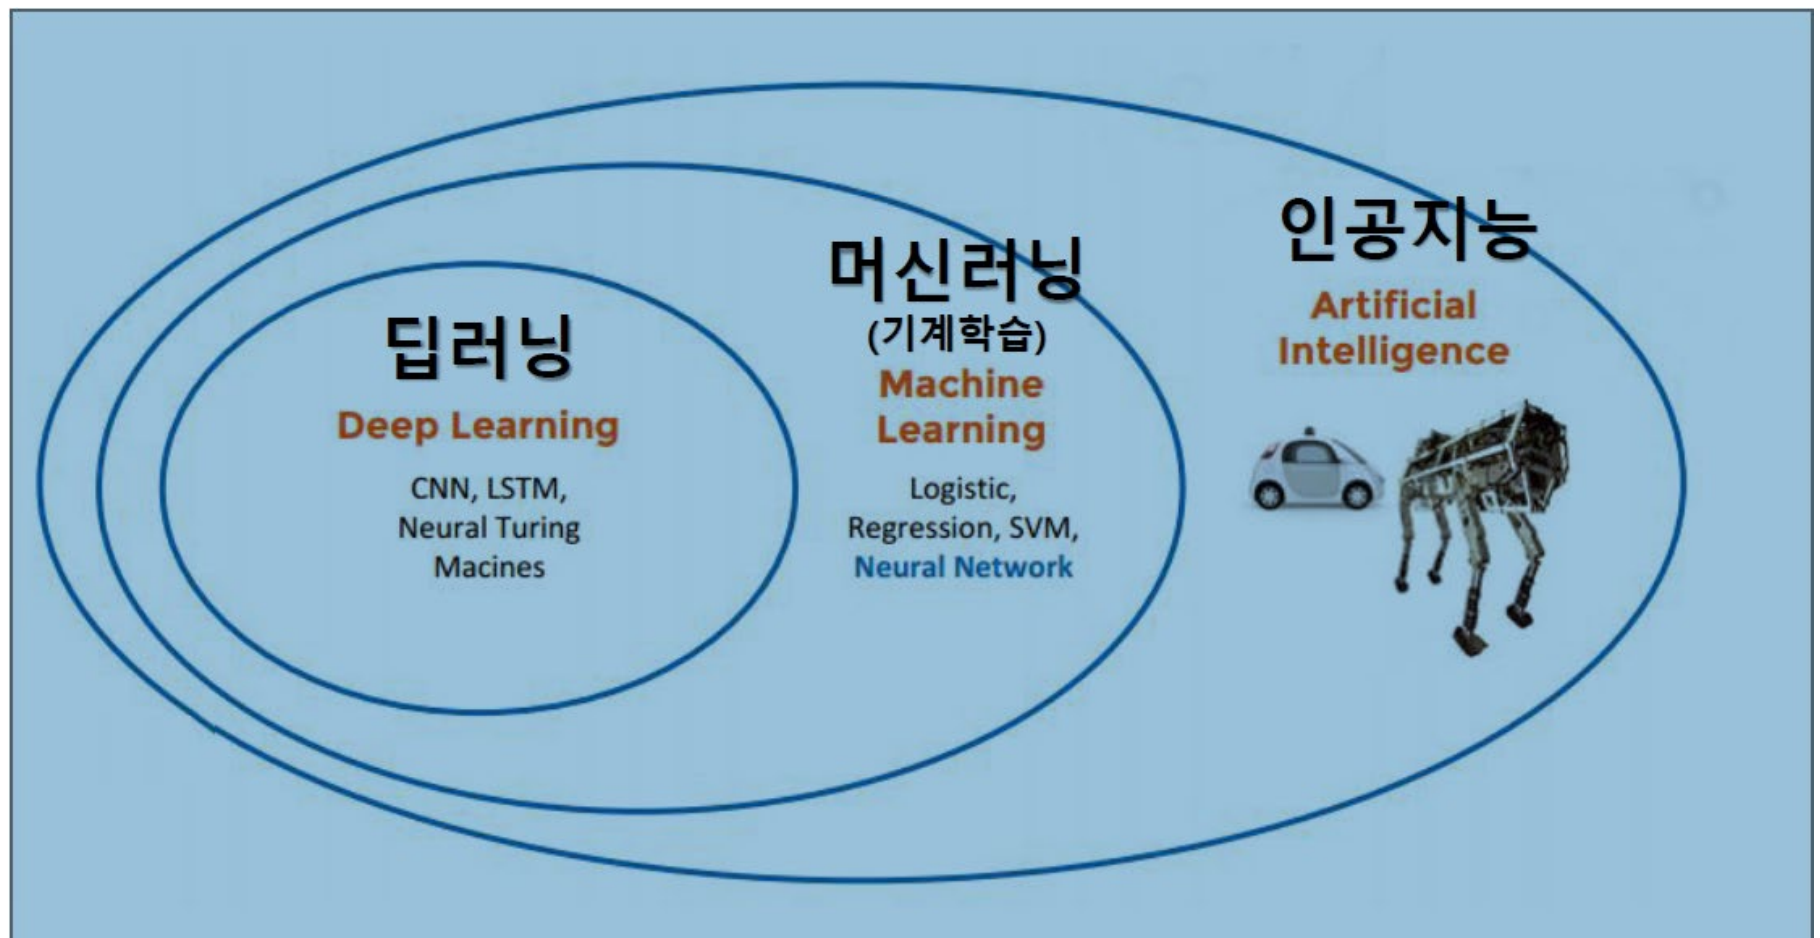 딥러닝
Deep Learning
CNN, LSTM,
Neural Turing
Macines
머신러닝
(기계학습)
Machine
Learning
Logistic,
Regression, SVM,
Neural Network
인공지능
Artificial
Intelligence